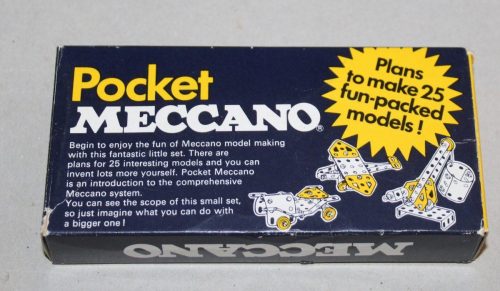 Pocket
MECCANO®
Plans
to make 25
fun-packed
models!
Begin to enjoy the fun of Meccano model making
with this fantastic little set. There are
plans for 25 interesting models and you can
invent lots more yourself. Pocket Meccano
is an introduction to the comprehensive
Meccano system.
You can see the scope of this small set,
so just imagine what you can do with
a bigger one!
MECCANO